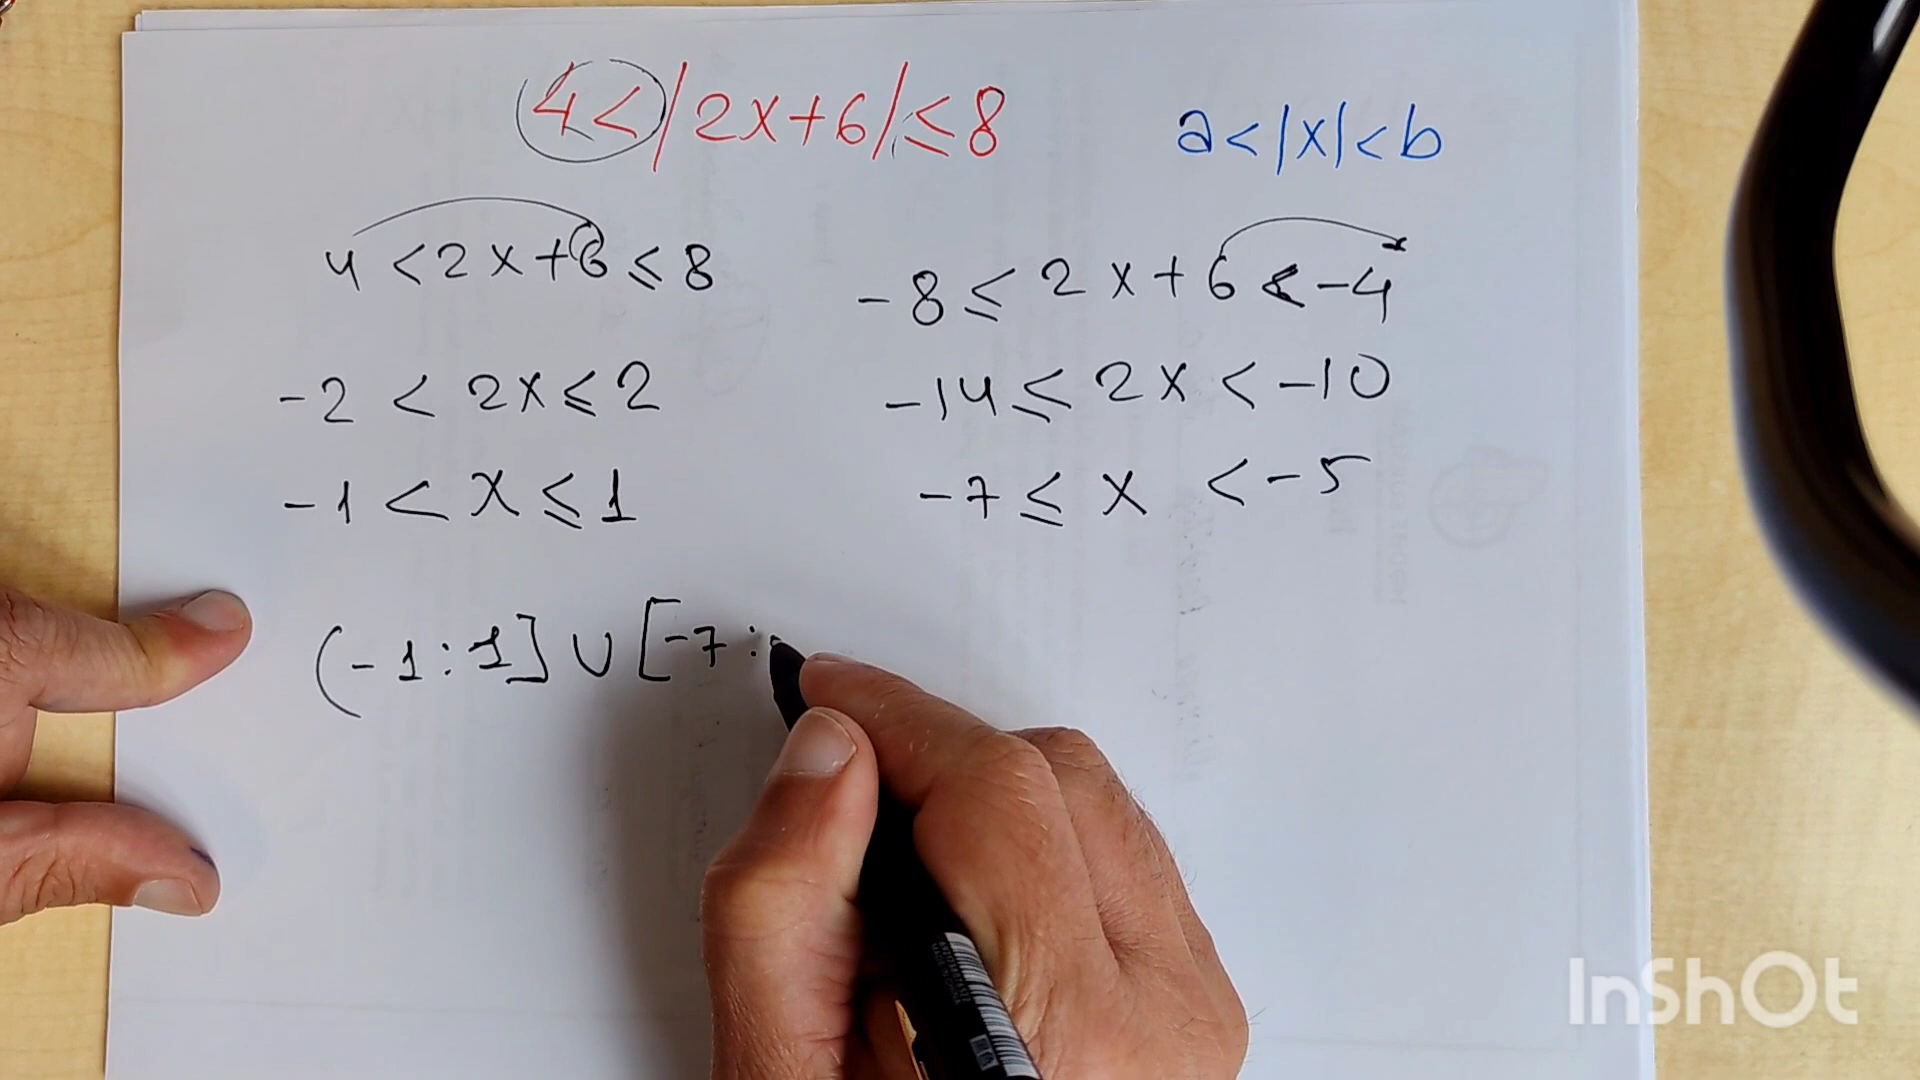 4<|2x+6|≤8
a<|x|<b
4<2x+6≤8
-8≤2x+6<-4
-2<2x≤2
-14≤2x<-10
-1<x≤1
-7≤x<-5
(-1:1]∪[-7:
InShOt